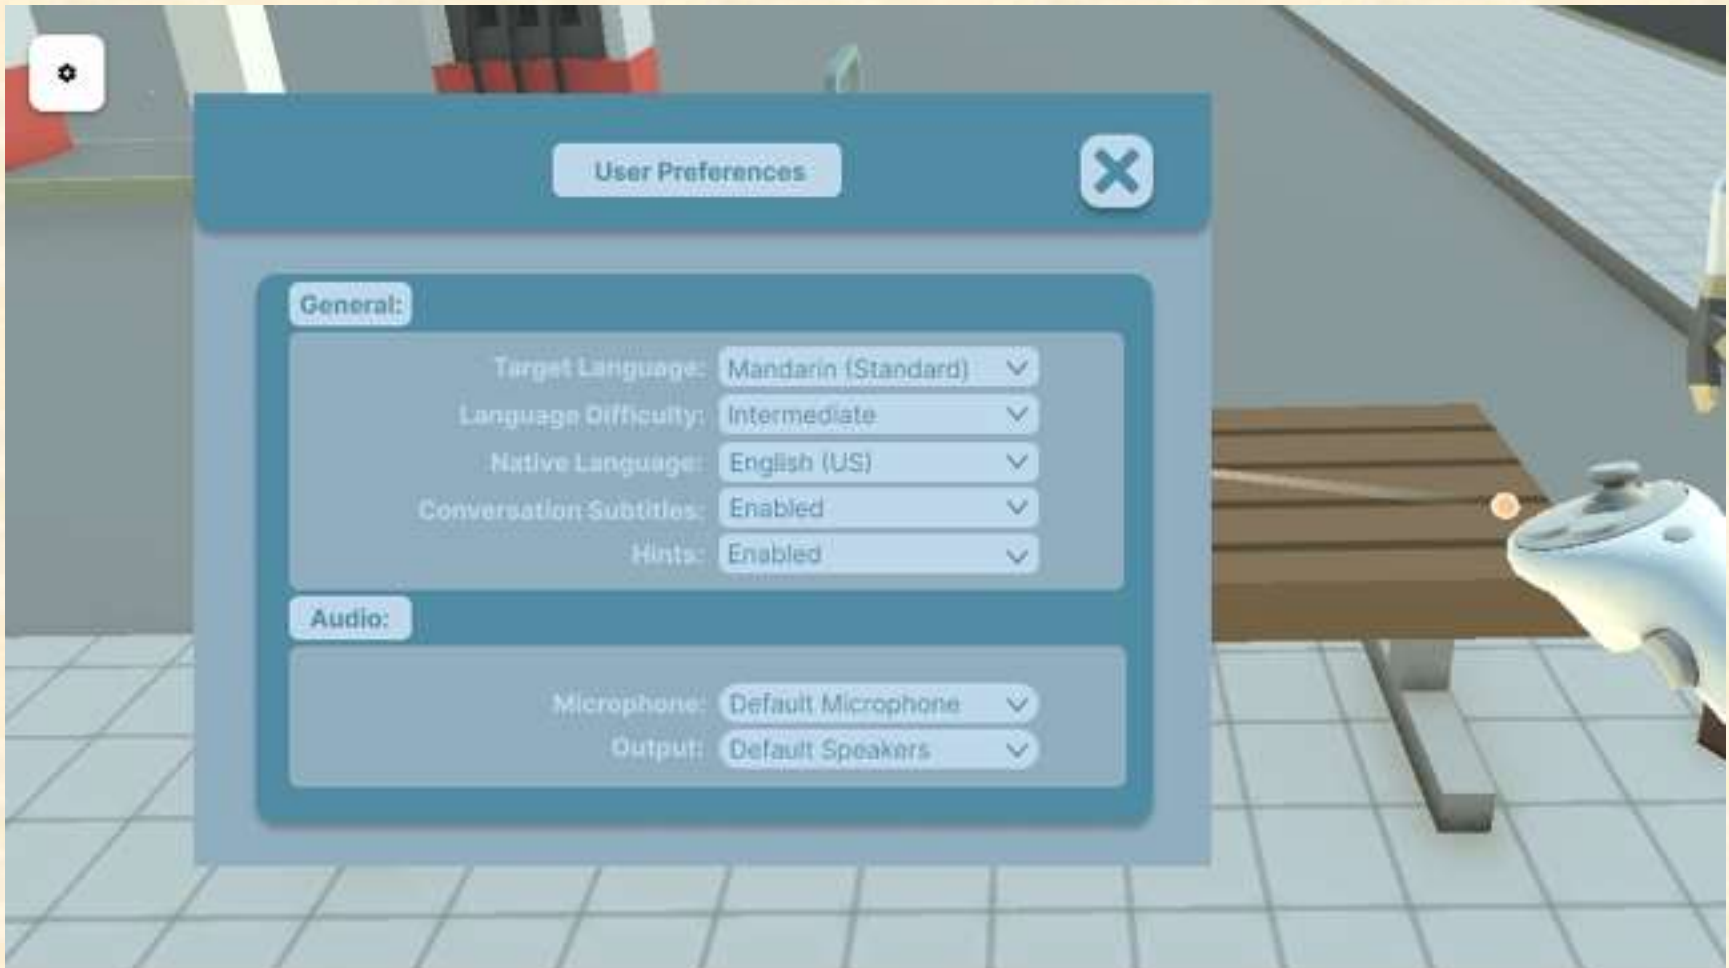 User Preferences
General:
Target Language: Mandarin (Standard)
Language Difficulty: Intermediate
Native Language: English (US)
Conversation Subtitles: Enabled
Hints: Enabled
Audio:
Microphone: Default Microphone
Output: Default Speakers